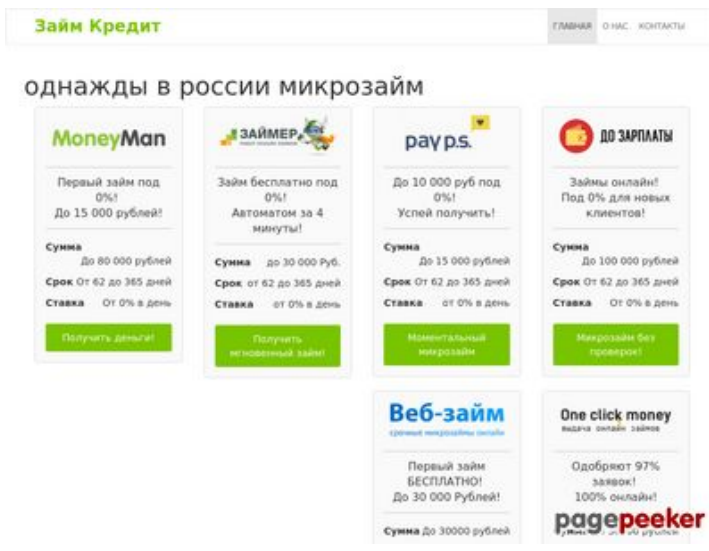 Займ Кредит
ГЛАВНАЯ О НАС КОНТАКТЫ
однажды в россии микрозайм
MoneyMan
Первый займ под
0%!
До 15 000 рублей!
Сумма
До 80 000 рублей
Срок От 62 до 365 дней
Ставка От 0% в день
Получить деньги!
ЗАЙМЕР
Займ бесплатно под
0%!
Автоматом за 4
минуты!
Сумма до 30 000 Руб.
Срок от 62 до 365 дней
Ставка от 0% в день
Получить
мгновенный займ!
pay p.s.
До 10 000 руб под
0%!
Успей получить!
Сумма
До 15 000 рублей
Срок От 62 до 365 дней
Ставка от 0% в день
Моментальный
микрозайм
ДО ЗАРПЛАТЫ
Займы онлайн!
Под 0% для новых
клиентов!
Сумма
До 100 000 рублей
Срок От 62 до 365 дней
Ставка От 0% в день
Микрозайм без
проверок!
Веб-займ
срочные микрозаймы онлайн
Первый займ
БЕСПЛАТНО!
До 30 000 Рублей!
Сумма До 30000 рублей
One click money
выдача онлайн займов
Одобряют 97%
заявок!
100% онлайн!
pagepeeker